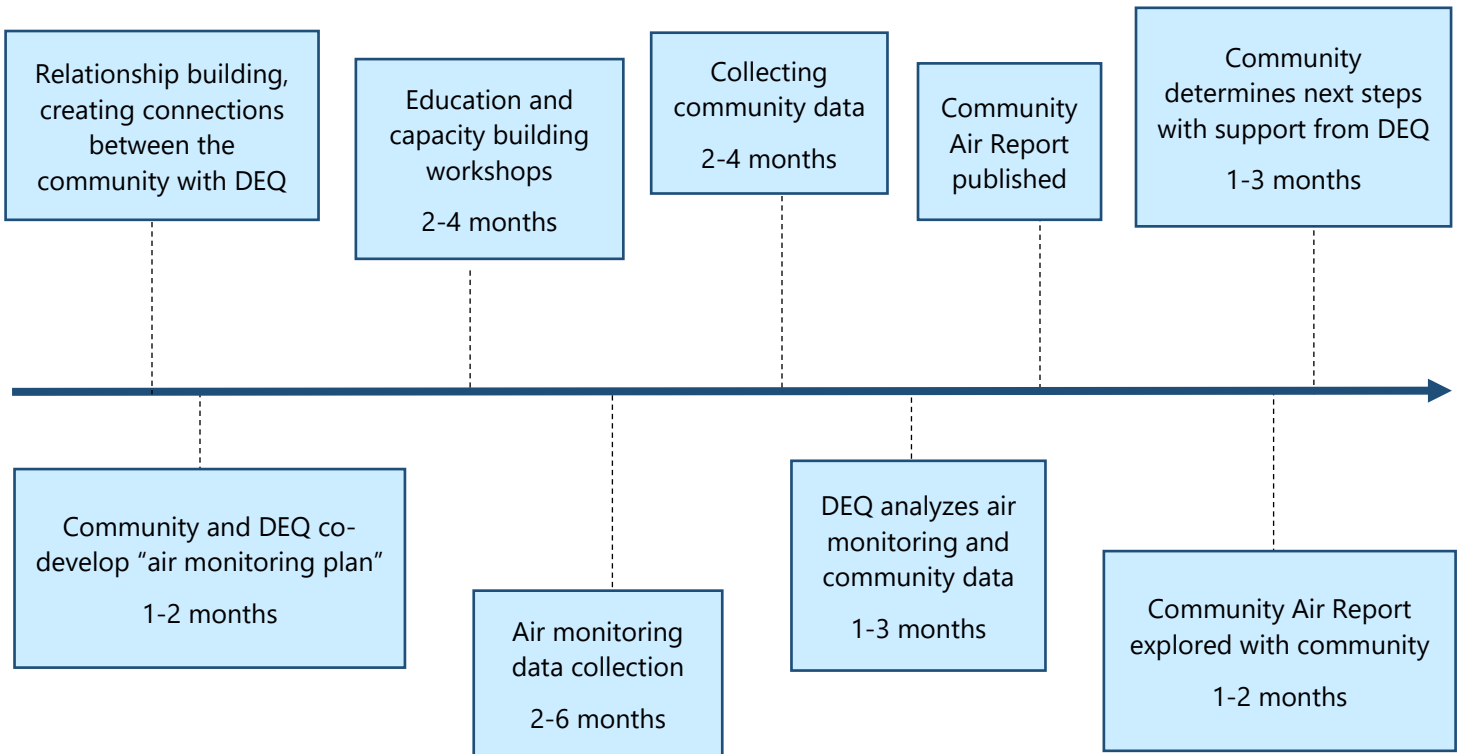 Relationship building,
creating connections
between the
community with DEQ
Education and
capacity building
workshops
2-4 months
Collecting
community data
2-4 months
Community
Air Report
published
Community
determines next steps
with support from DEQ
1-3 months
Community and DEQ co-
develop “air monitoring plan”
1-2 months
Air monitoring
data collection
2-6 months
DEQ analyzes air
monitoring and
community data
1-3 months
Community Air Report
explored with community
1-2 months